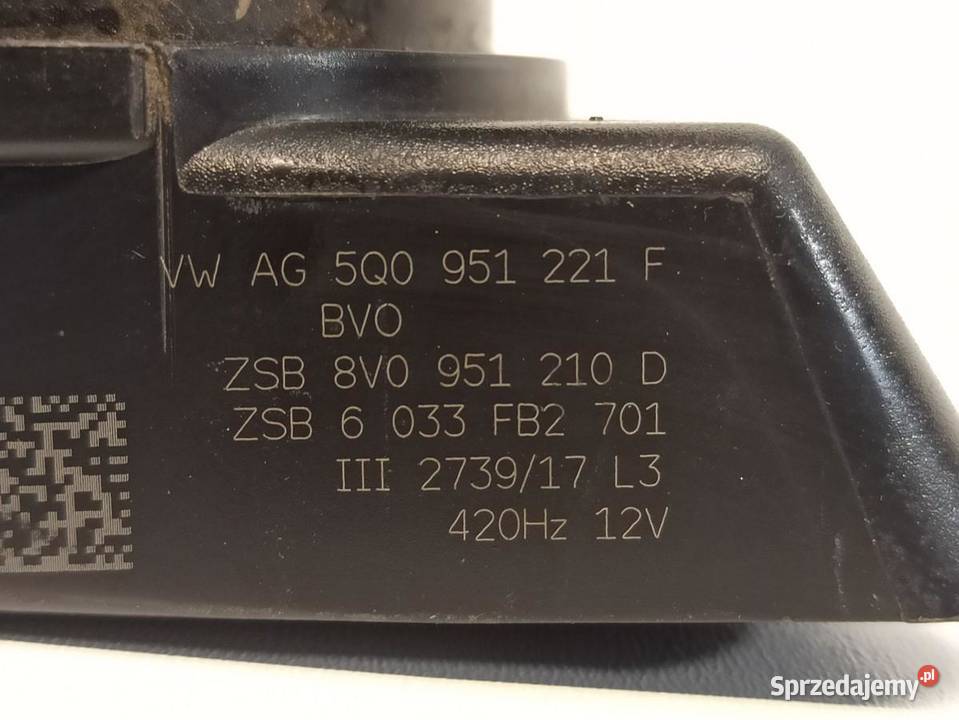 VW AG 5Q0 951 221 F
BVO
ZSB 8V0 951 210 D
ZSB 6 033 FB2 701
III 2739/17 L3
420Hz 12V
Sprzedajemy.pl